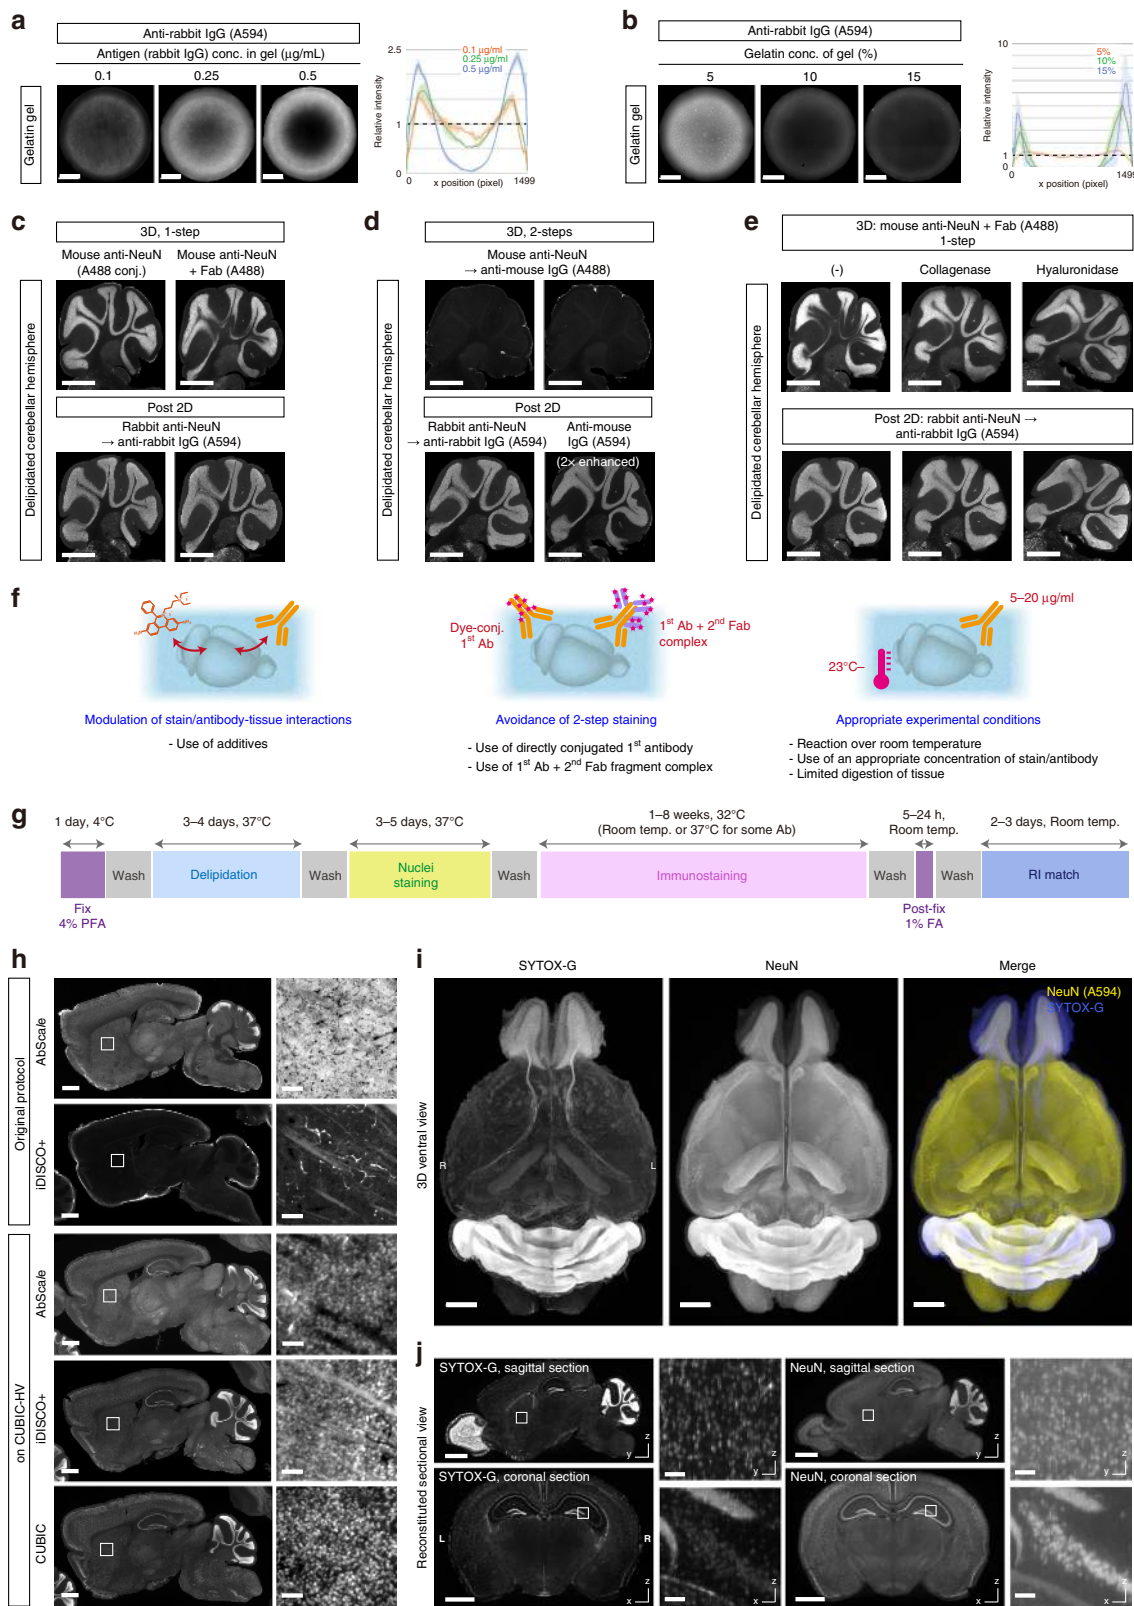 a
Anti-rabbit IgG (A594)
Antigen (rabbit IgG) conc. in gel (µg/mL)
0.1 0.25 0.5
Gelatin gel
2.5
1
0
Relative intensity
0.1 µg/ml
0.25 µg/ml
0.5 µg/ml
0 1499
x position (pixel)
b
Anti-rabbit IgG (A594)
Gelatin conc. of gel (%)
5 10 15
Gelatin gel
10
1
0
Relative intensity
5%
10%
15%
0 1499
x position (pixel)
c
3D, 1-step
Mouse anti-NeuN
(A488 conj.)
Mouse anti-NeuN
+ Fab (A488)
Delipidated cerebellar hemisphere
Post 2D
Rabbit anti-NeuN
→ anti-rabbit IgG (A594)
d
3D, 2-steps
Mouse anti-NeuN
→ anti-mouse IgG (A488)
Delipidated cerebellar hemisphere
Post 2D
Rabbit anti-NeuN
→ anti-rabbit IgG (A594)
Anti-mouse
IgG (A594)
(2× enhanced)
e
3D: mouse anti-NeuN + Fab (A488)
1-step
(-) Collagenase Hyaluronidase
Delipidated cerebellar hemisphere
Post 2D: rabbit anti-NeuN →
anti-rabbit IgG (A594)
f
Modulation of stain/antibody-tissue interactions
- Use of additives
Dye-conj.
1st Ab
1st Ab + 2nd Fab
complex
Avoidance of 2-step staining
- Use of directly conjugated 1st antibody
- Use of 1st Ab + 2nd Fab fragment complex
5–20 µg/ml
23°C–
Appropriate experimental conditions
- Reaction over room temperature
- Use of an appropriate concentration of stain/antibody
- Limited digestion of tissue
g
1 day, 4°C
3–4 days, 37°C
3–5 days, 37°C
1–8 weeks, 32°C
(Room temp. or 37°C for some Ab)
5–24 h,
Room temp.
2–3 days, Room temp.
Wash
Delipidation
Wash
Nuclei
staining
Wash
Immunostaining
Wash
Wash
RI match
Fix
4% PFA
Post-fix
1% FA
h
Original protocol
AbScale
iDISCO+
on CUBIC-HV
AbScale
iDISCO+
CUBIC
i
SYTOX-G NeuN Merge
3D ventral view
R L
NeuN (A594)
SYTOX-G
j
Reconstituted sectional view
SYTOX-G, sagittal section
z
y
z
y
NeuN, sagittal section
z
y
z
y
SYTOX-G, coronal section
L R
z
x
z
x
NeuN, coronal section
z
x
z
x